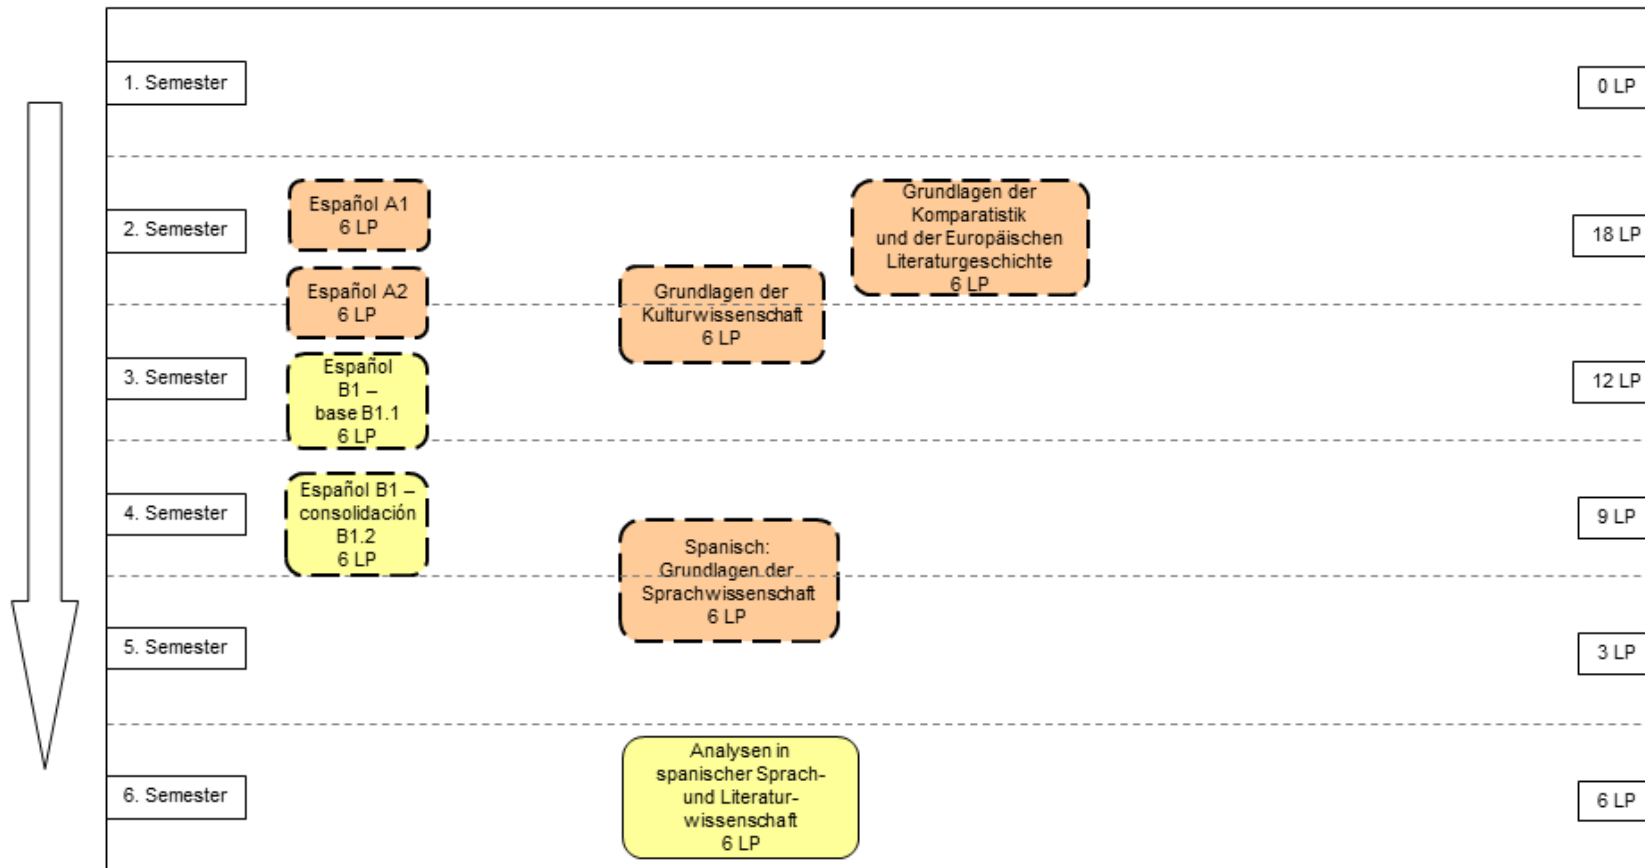 1. Semester
0 LP
2. Semester
Español A1
6 LP
Grundlagen der
Komparatistik
und der Europäischen
Literaturgeschichte
6 LP
18 LP
Español A2
6 LP
Grundlagen der
Kulturwissenschaft
6 LP
3. Semester
Español
B1 –
base B1.1
6 LP
12 LP
4. Semester
Español B1 –
consolidación
B1.2
6 LP
9 LP
Spanisch:
Grundlagen der
Sprachwissenschaft
6 LP
5. Semester
3 LP
6. Semester
Analysen in
spanischer Sprach-
und Literatur-
wissenschaft
6 LP
6 LP